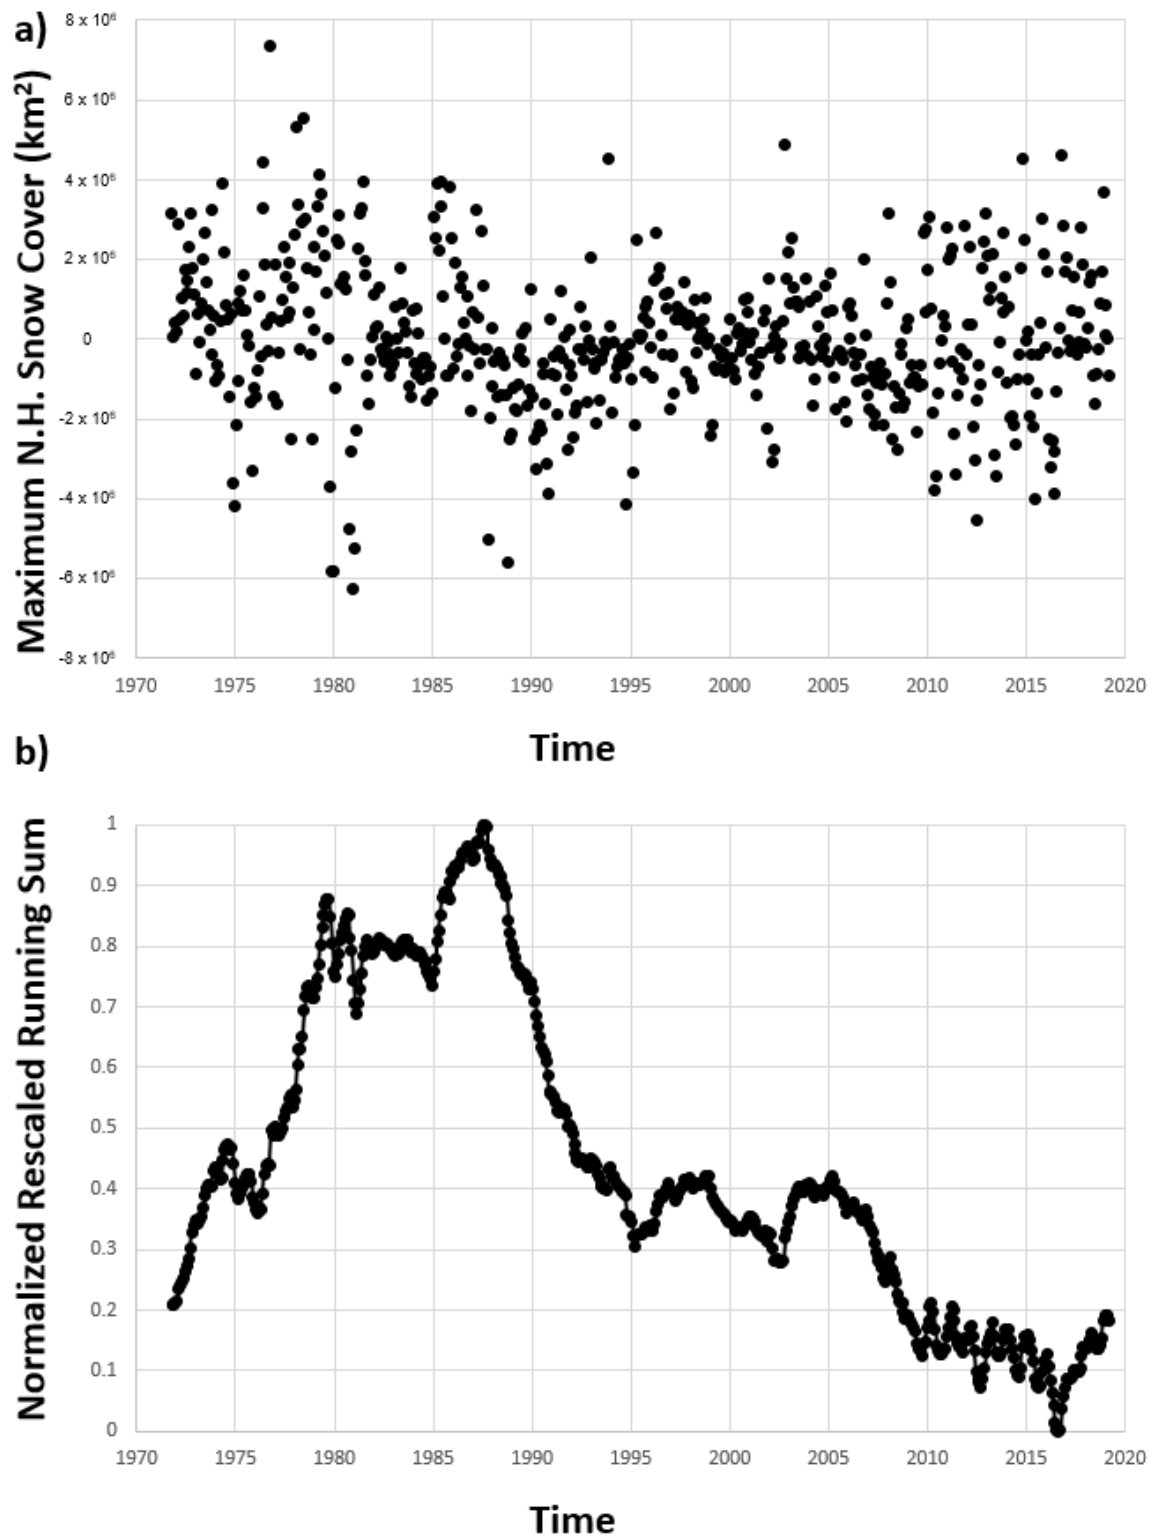 a)
Maximum N.H. Snow Cover (km²)
8 x 10⁶
6 x 10⁶
4 x 10⁶
2 x 10⁶
0
-2 x 10⁶
-4 x 10⁶
-6 x 10⁶
-8 x 10⁶
1970 1975 1980 1985 1990 1995 2000 2005 2010 2015 2020
Time
b)
Normalized Rescaled Running Sum
1
0.9
0.8
0.7
0.6
0.5
0.4
0.3
0.2
0.1
0
1970 1975 1980 1985 1990 1995 2000 2005 2010 2015 2020
Time